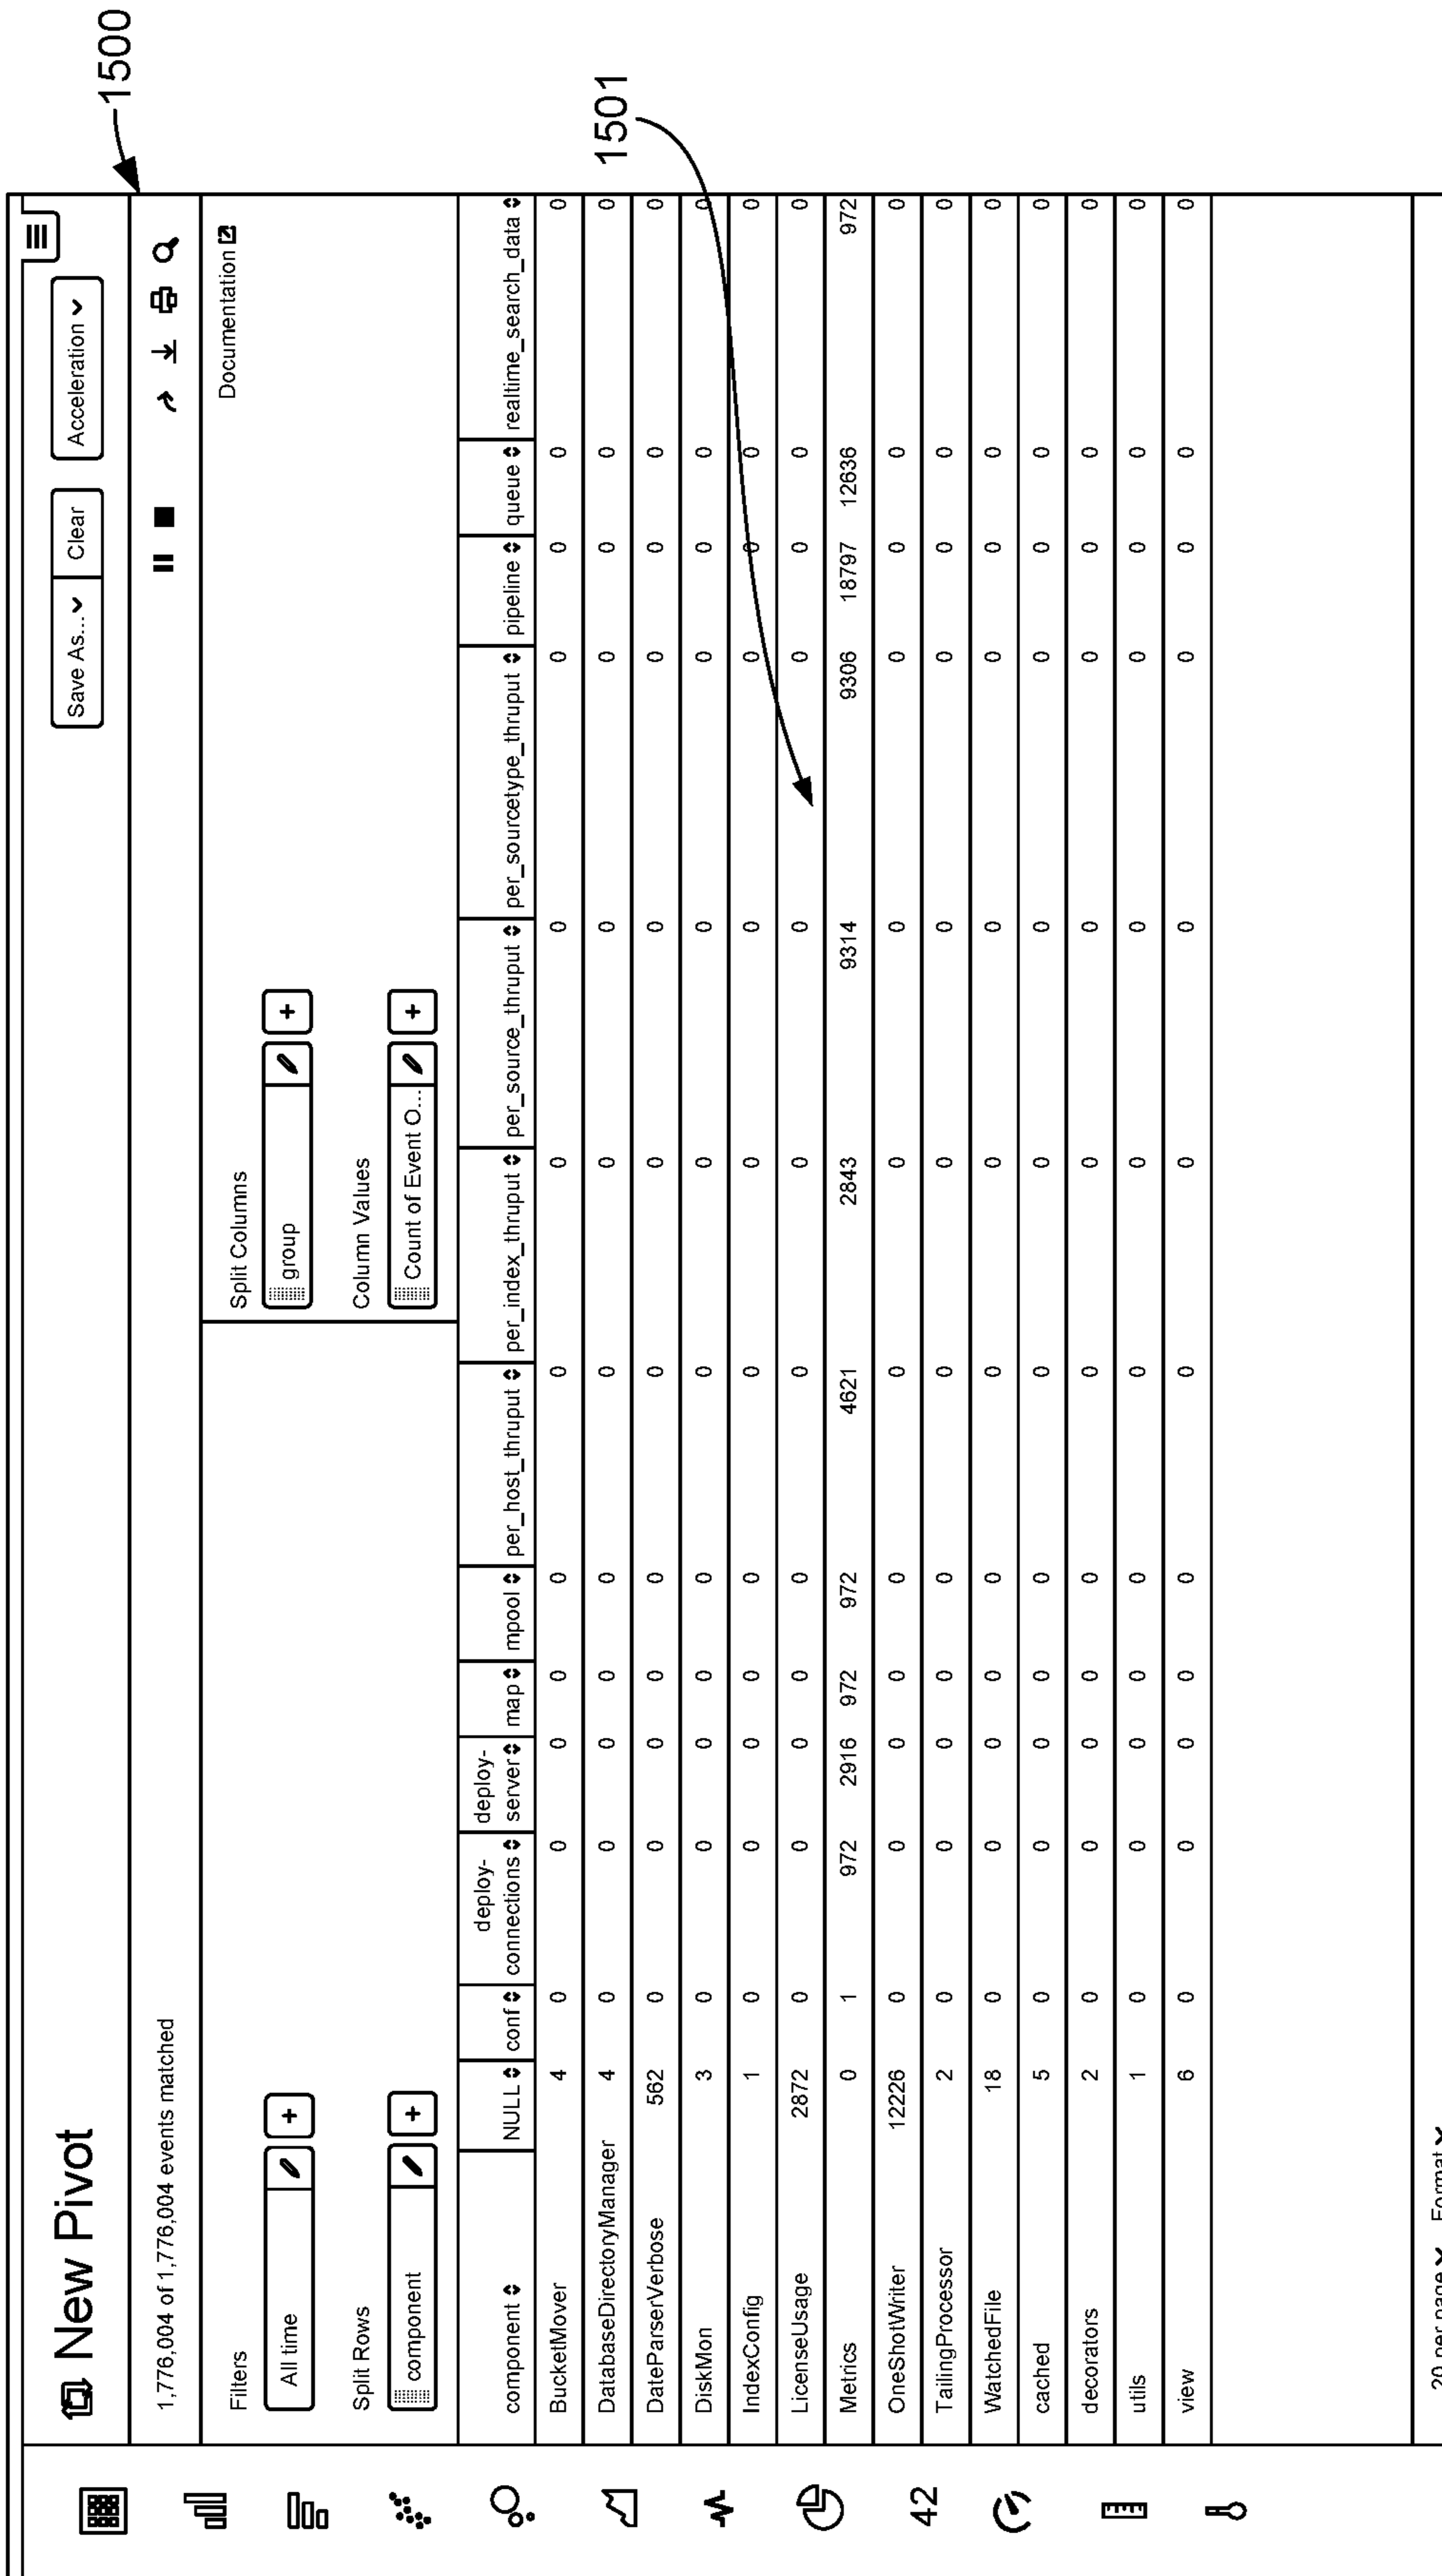 1500
New Pivot
Save As... Clear Acceleration
1,776,004 of 1,776,004 events matched
Filters Split Columns Documentation
All time + group +
Split Rows Column Values
component + Count of Event O... +
component NULL conf deploy-connections deploy-server map mpool per_host_thruput per_index_thruput per_source_thruput per_sourcetype_thruput pipeline queue realtime_search_data
BucketMover 4 0 0 0 0 0 0 0 0 0 0 0 0
DatabaseDirectoryManager 4 0 0 0 0 0 0 0 0 0 0 0 0
1501
DateParserVerbose 562 0 0 0 0 0 0 0 0 0 0 0 0
DiskMon 3 0 0 0 0 0 0 0 0 0 0 0 0
IndexConfig 1 0 0 0 0 0 0 0 0 0 0 0 0
LicenseUsage 2872 0 0 0 0 0 0 0 0 0 0 0 0
Metrics 0 1 972 2916 972 972 4621 2843 9314 9306 18797 12636 972
OneShotWriter 12226 0 0 0 0 0 0 0 0 0 0 0 0
TailingProcessor 2 0 0 0 0 0 0 0 0 0 0 0 0
WatchedFile 18 0 0 0 0 0 0 0 0 0 0 0 0
cached 5 0 0 0 0 0 0 0 0 0 0 0 0
decorators 2 0 0 0 0 0 0 0 0 0 0 0 0
utils 1 0 0 0 0 0 0 0 0 0 0 0 0
view 6 0 0 0 0 0 0 0 0 0 0 0 0
42
20 per page Format